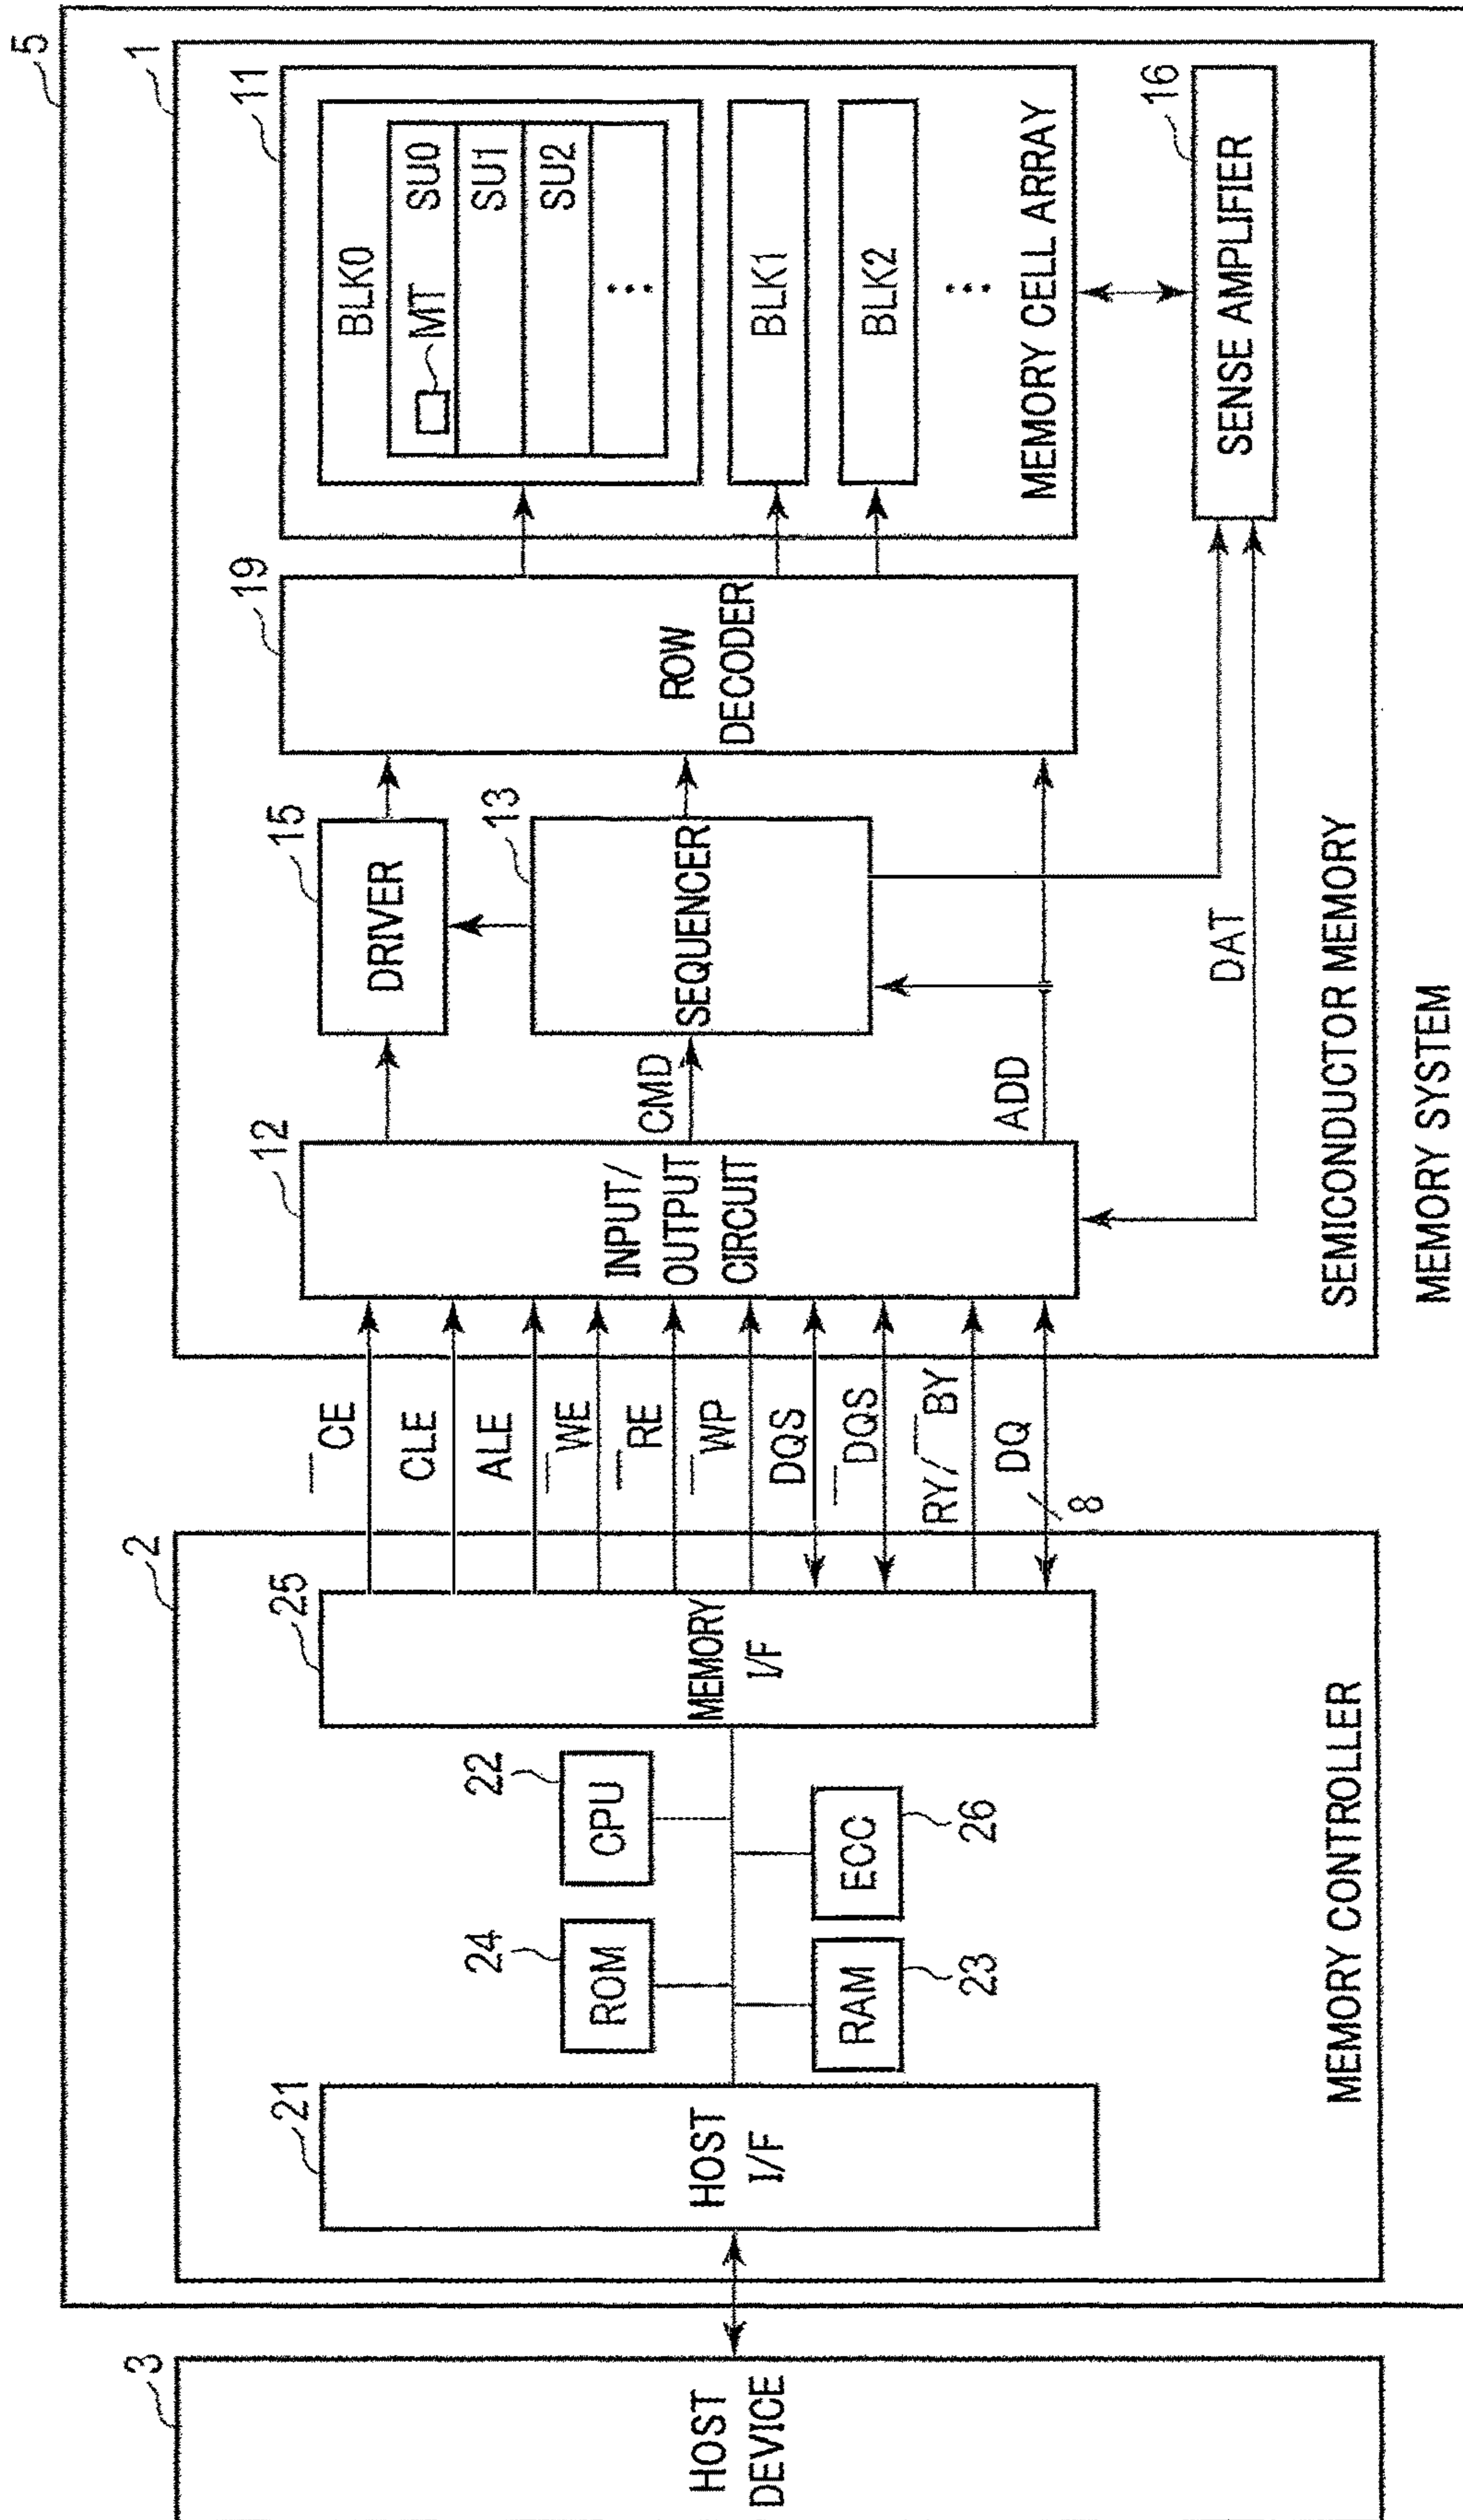 3
HOST
DEVICE
5
2
21
HOST
I/F
24
ROM
22
CPU
RAM
23
ECC
26
25
MEMORY
I/F
MEMORY CONTROLLER
‾CE
CLE
ALE
‾WE
‾RE
‾WP
DQS
‾DQS
RY/‾BY
DQ
8
1
12
INPUT/
OUTPUT
CIRCUIT
CMD
ADD
DAT
15
DRIVER
13
SEQUENCER
19
ROW
DECODER
11
BLK0
MT
SU0
SU1
SU2
⋯
BLK1
BLK2
⋯
MEMORY CELL ARRAY
16
SENSE AMPLIFIER
SEMICONDUCTOR MEMORY
MEMORY SYSTEM